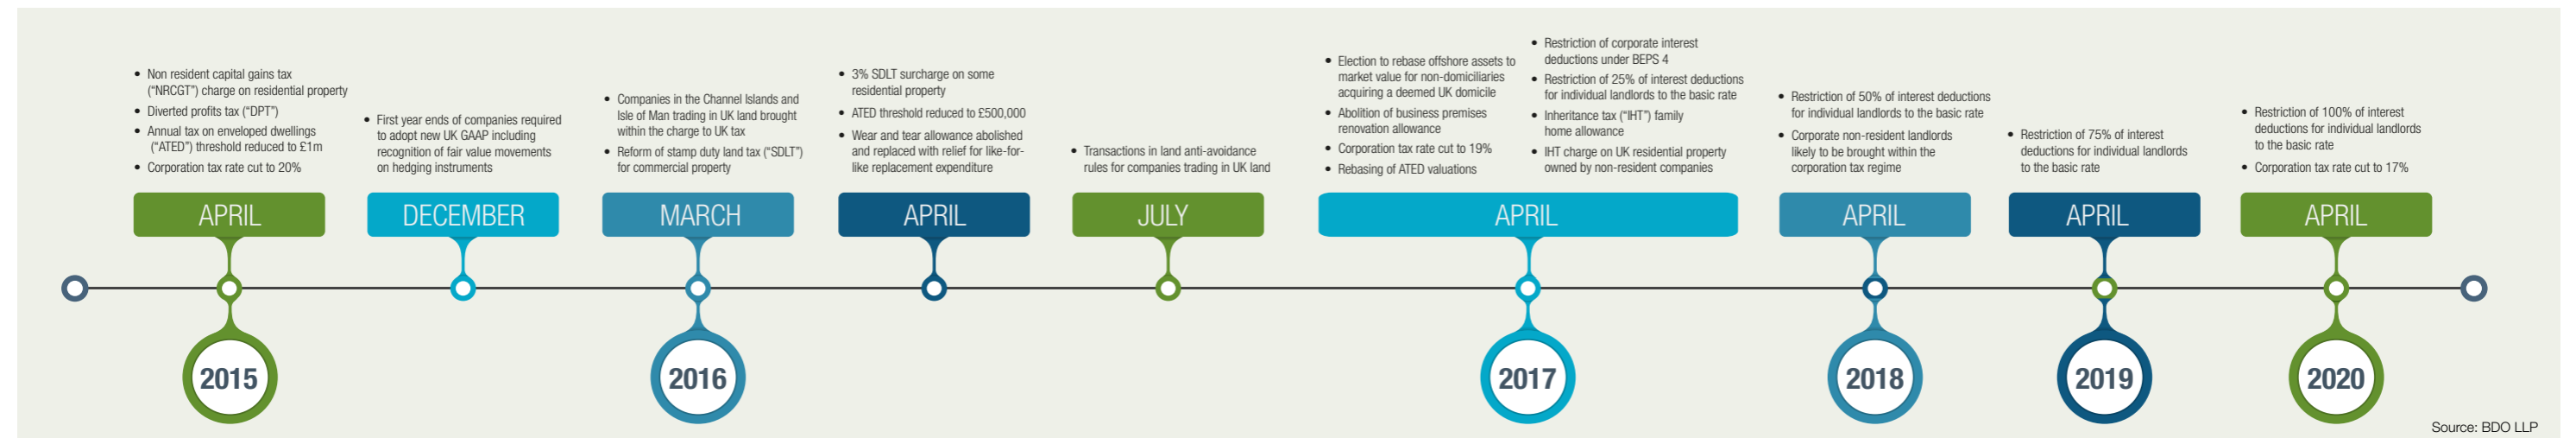 • Non resident capital gains tax
(“NRCGT”) charge on residential property
• Diverted profits tax (“DPT”)
• Annual tax on enveloped dwellings
(“ATED”) threshold reduced to £1m
• Corporation tax rate cut to 20%
APRIL
2015
• First year ends of companies required
to adopt new UK GAAP including
recognition of fair value movements
on hedging instruments
DECEMBER
• Companies in the Channel Islands and
Isle of Man trading in UK land brought
within the charge to UK tax
• Reform of stamp duty land tax (“SDLT”)
for commercial property
MARCH
2016
• 3% SDLT surcharge on some
residential property
• ATED threshold reduced to £500,000
• Wear and tear allowance abolished
and replaced with relief for like-for-
like replacement expenditure
APRIL
• Transactions in land anti-avoidance
rules for companies trading in UK land
JULY
• Election to rebase offshore assets to
market value for non-domiciliaries
acquiring a deemed UK domicile
• Abolition of business premises
renovation allowance
• Corporation tax rate cut to 19%
• Rebasing of ATED valuations
• Restriction of corporate interest
deductions under BEPS 4
• Restriction of 25% of interest deductions
for individual landlords to the basic rate
• Inheritance tax (“IHT”) family
home allowance
• IHT charge on UK residential property
owned by non-resident companies
APRIL
2017
• Restriction of 50% of interest deductions
for individual landlords to the basic rate
• Corporate non-resident landlords
likely to be brought within the
corporation tax regime
APRIL
2018
• Restriction of 75% of interest
deductions for individual landlords
to the basic rate
APRIL
2019
• Restriction of 100% of interest
deductions for individual landlords
to the basic rate
• Corporation tax rate cut to 17%
APRIL
2020
Source: BDO LLP